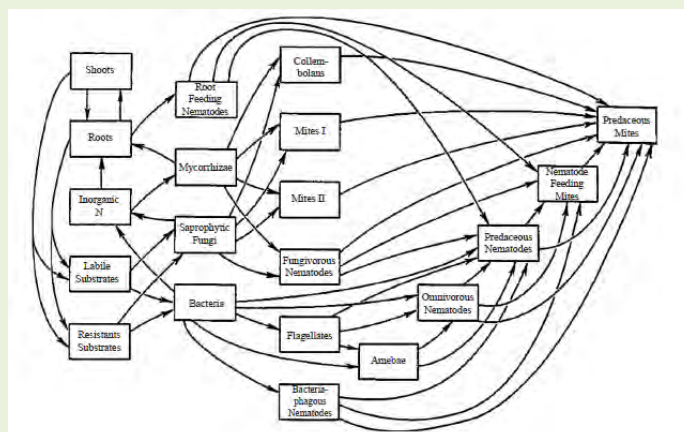 Shoots
Roots
Inorganic
N
Labile
Substrates
Resistants
Substrates
Root
Feeding
Nematodes
Mycorrhizae
Saprophytic
Fungi
Bacteria
Collem-
bolans
Mites I
Mites II
Fungivorous
Nematodes
Flagellates
Amebae
Bacteria-
phagous
Nematodes
Omnivorous
Nematodes
Predaceous
Nematodes
Nematode
Feeding
Mites
Predaceous
Mites